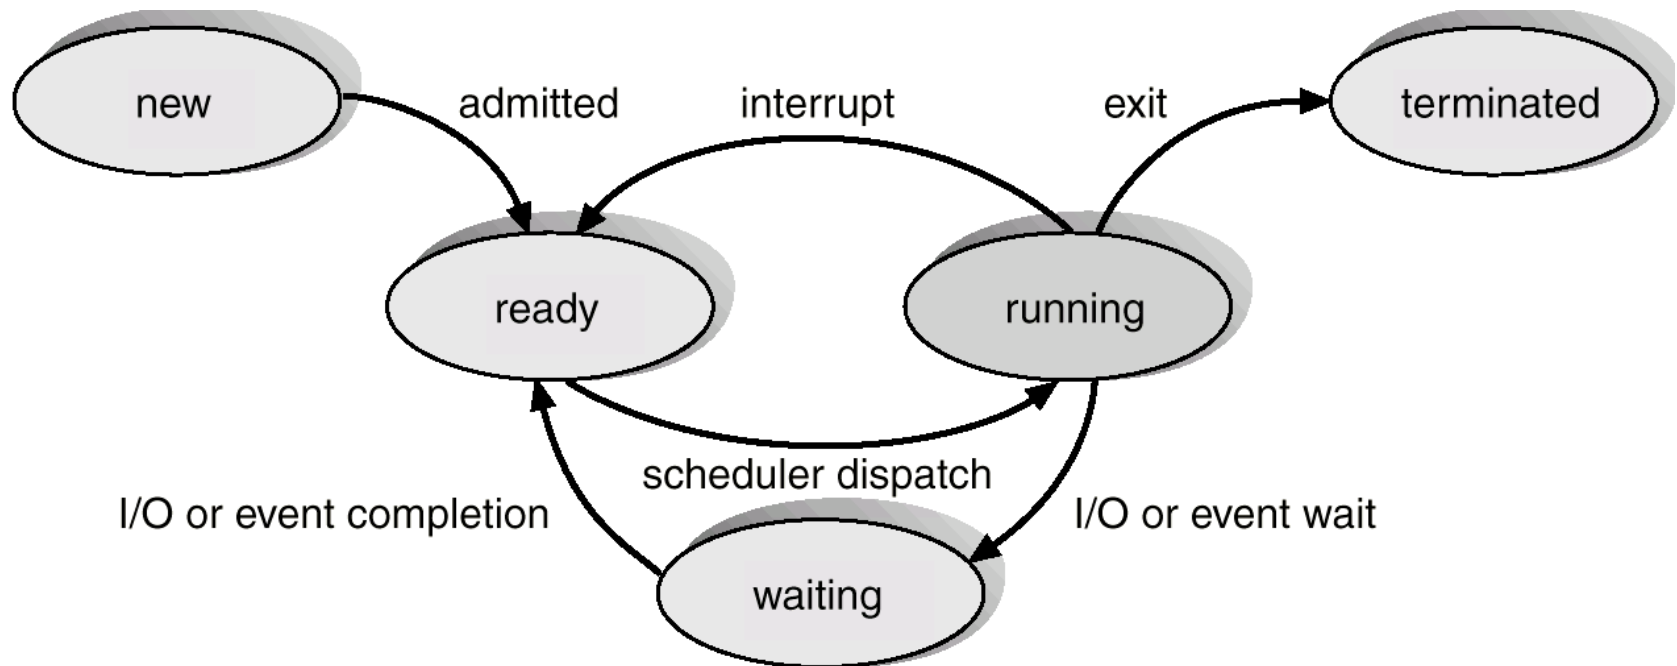 new
admitted
interrupt
exit
terminated
ready
running
scheduler dispatch
I/O or event completion
I/O or event wait
waiting